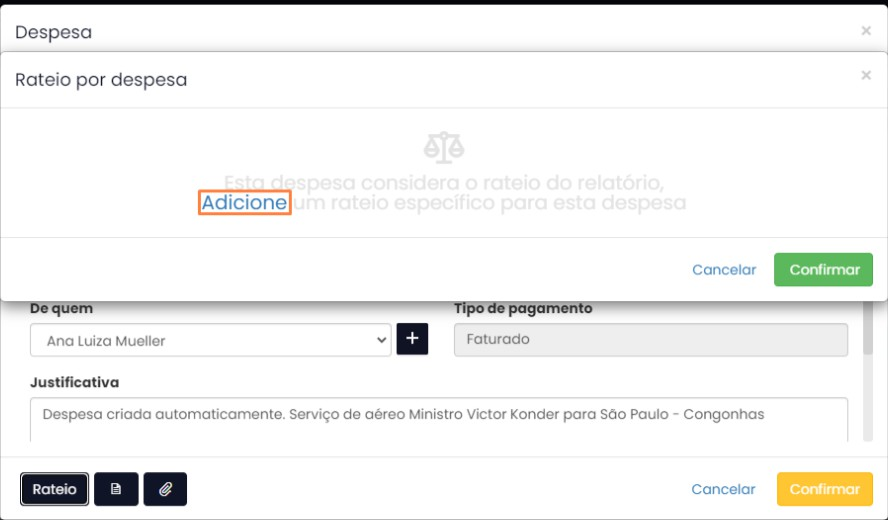 Despesa ×
Rateio por despesa ×
Esta despesa considera o rateio do relatório,
Adicione um rateio específico para esta despesa
Cancelar Confirmar
De quem Tipo de pagamento
Ana Luiza Mueller + Faturado
Justificativa
Despesa criada automaticamente. Serviço de aéreo Ministro Victor Konder para São Paulo - Congonhas
Rateio Cancelar Confirmar